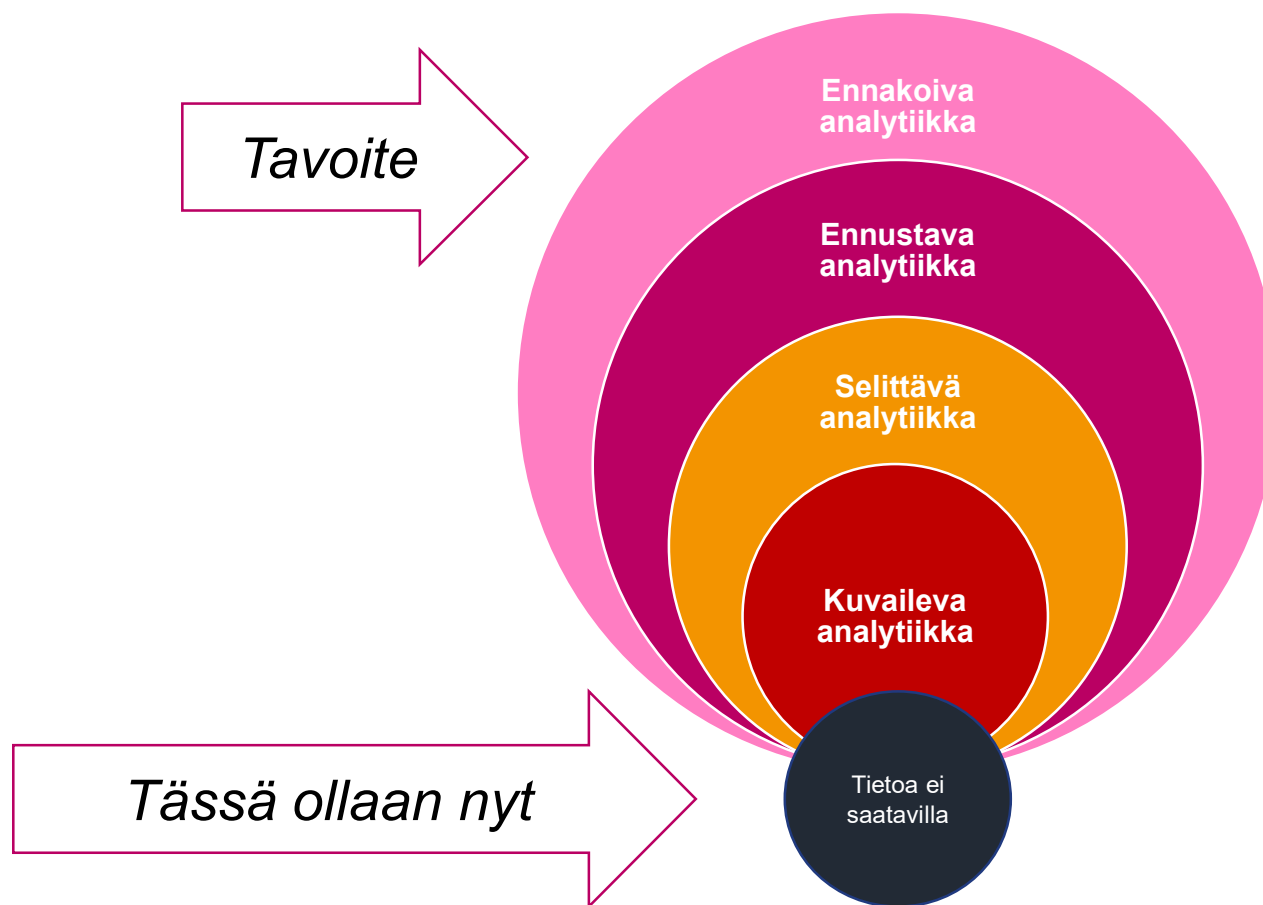 Ennakoiva
analytiikka
Tavoite
Ennustava
analytiikka
Selittävä
analytiikka
Kuvaileva
analytiikka
Tässä ollaan nyt
Tietoa ei
saatavilla